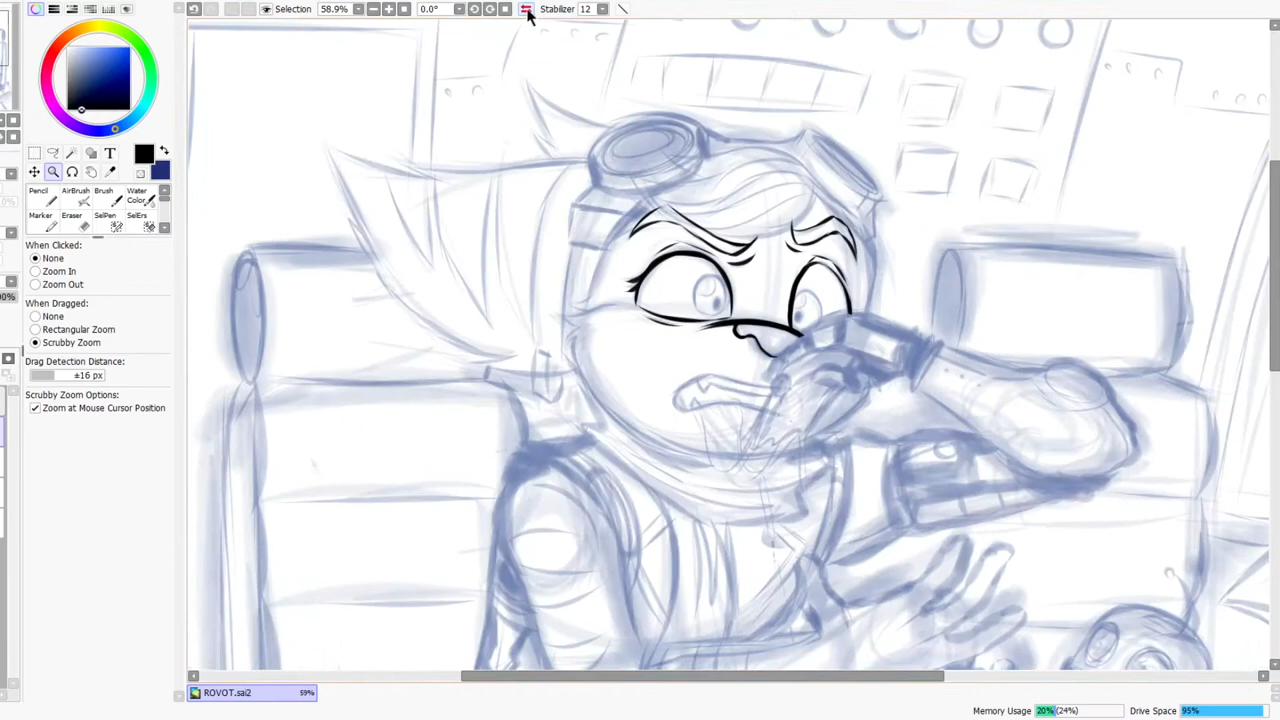 Selection 58.9% 0.0° Stabilizer 12
T
Pencil AirBrush Brush Water Color
Marker Eraser SelPen SelErs
When Clicked:
None
Zoom In
Zoom Out
When Dragged:
None
Rectangular Zoom
Scrubby Zoom
Drag Detection Distance:
±16 px
Scrubby Zoom Options:
Zoom at Mouse Cursor Position
ROVOT.sai2 59%
Memory Usage 20% (24%) Drive Space 95%